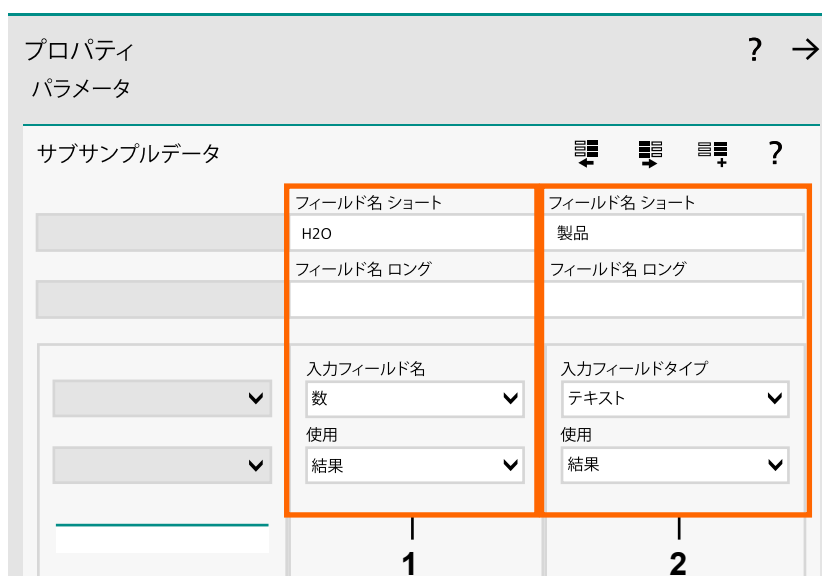 プロパティ
?
パラメータ
サブサンプルデータ
?
フィールド名 ショート
フィールド名 ショート
H2O
製品
フィールド名 ロング
フィールド名 ロング
入力フィールド名
入力フィールドタイプ
数
テキスト
使用
使用
結果
結果
1
2